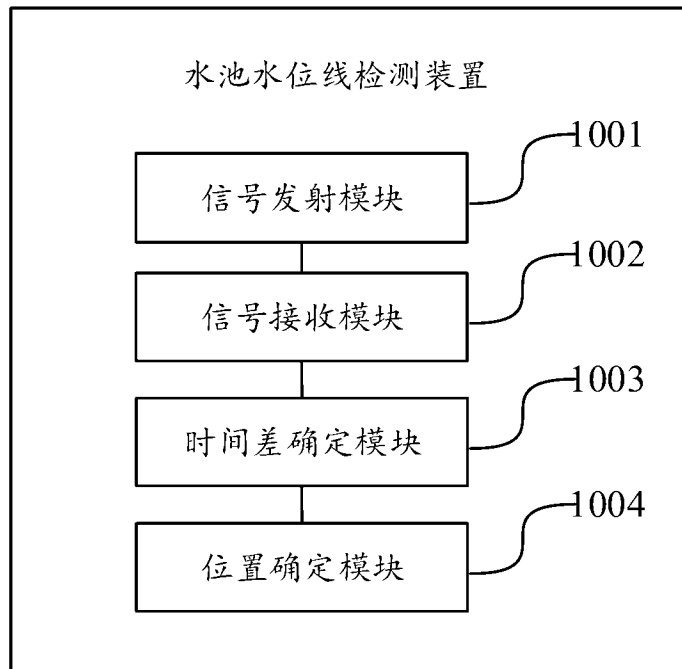 水池水位线检测装置
1001
信号发射模块
1002
信号接收模块
1003
时间差确定模块
1004
位置确定模块